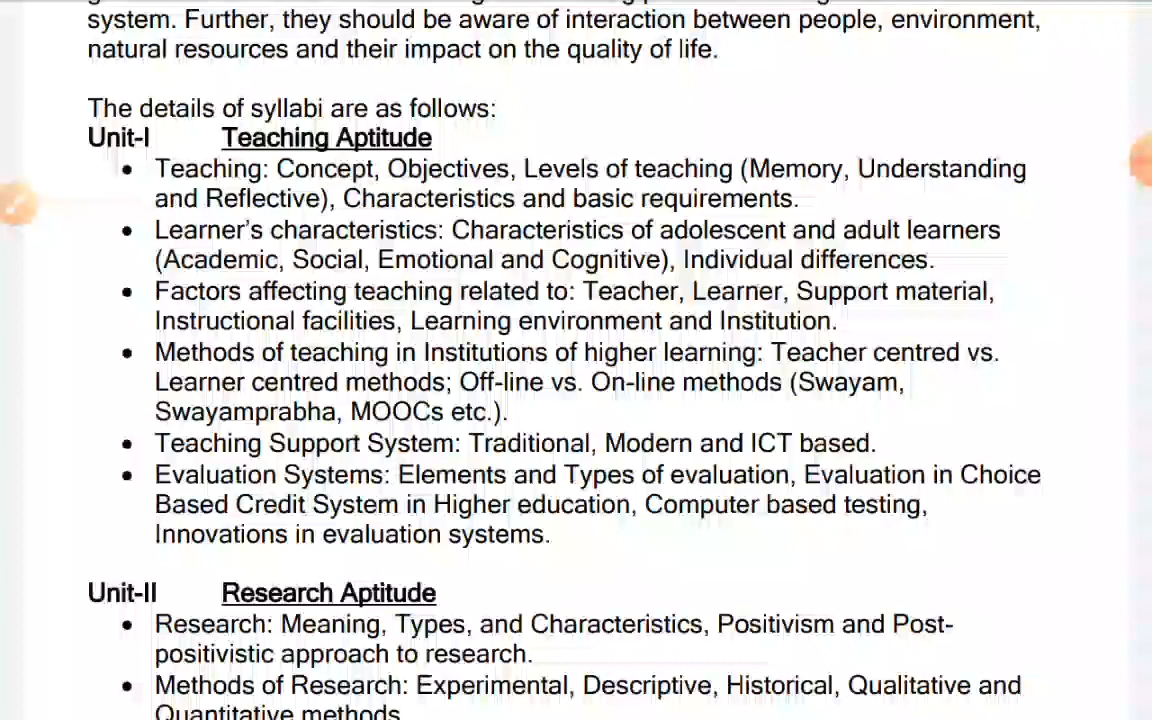 system. Further, they should be aware of interaction between people, environment,
natural resources and their impact on the quality of life.
The details of syllabi are as follows:
Unit-I Teaching Aptitude
• Teaching: Concept, Objectives, Levels of teaching (Memory, Understanding
and Reflective), Characteristics and basic requirements.
• Learner's characteristics: Characteristics of adolescent and adult learners
(Academic, Social, Emotional and Cognitive), Individual differences.
• Factors affecting teaching related to: Teacher, Learner, Support material,
Instructional facilities, Learning environment and Institution.
• Methods of teaching in Institutions of higher learning: Teacher centred vs.
Learner centred methods; Off-line vs. On-line methods (Swayam,
Swayamprabha, MOOCs etc.).
• Teaching Support System: Traditional, Modern and ICT based.
• Evaluation Systems: Elements and Types of evaluation, Evaluation in Choice
Based Credit System in Higher education, Computer based testing,
Innovations in evaluation systems.
Unit-II Research Aptitude
• Research: Meaning, Types, and Characteristics, Positivism and Post-
positivistic approach to research.
• Methods of Research: Experimental, Descriptive, Historical, Qualitative and
Quantitative methods